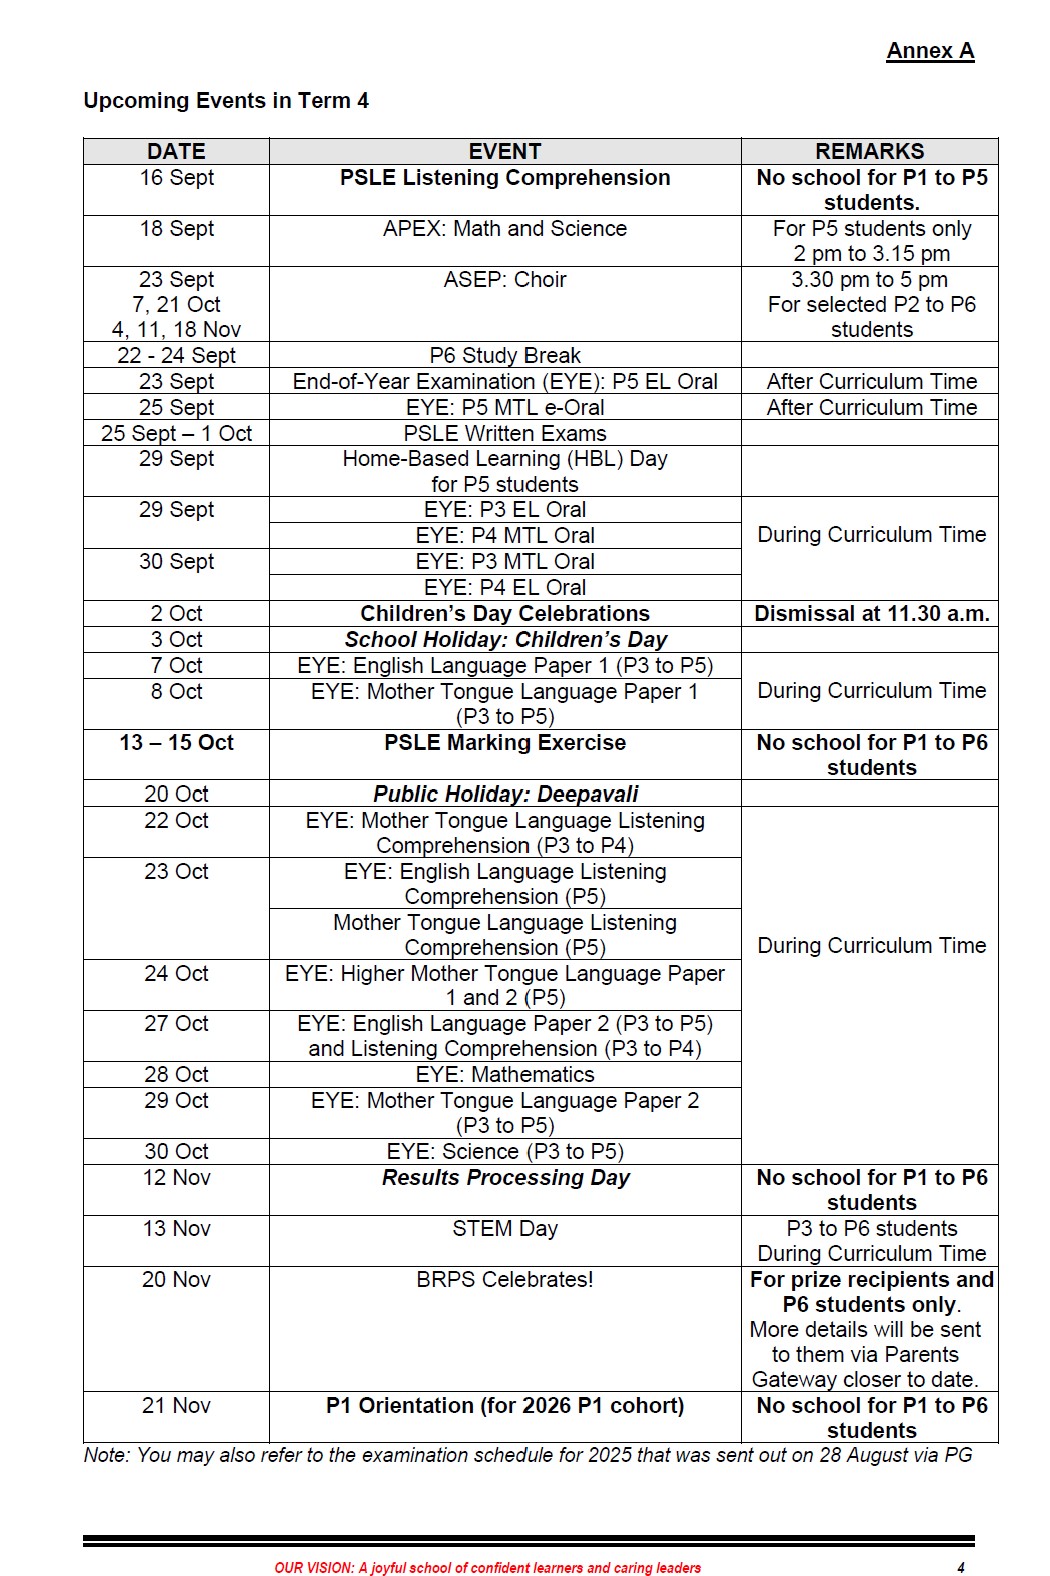 Annex A
Upcoming Events in Term 4
DATE EVENT REMARKS
16 Sept PSLE Listening Comprehension No school for P1 to P5
students.
18 Sept APEX: Math and Science For P5 students only
2 pm to 3.15 pm
23 Sept ASEP: Choir 3.30 pm to 5 pm
7, 21 Oct For selected P2 to P6
4, 11, 18 Nov students
22 - 24 Sept P6 Study Break
23 Sept End-of-Year Examination (EYE): P5 EL Oral After Curriculum Time
25 Sept EYE: P5 MTL e-Oral After Curriculum Time
25 Sept – 1 Oct PSLE Written Exams
29 Sept Home-Based Learning (HBL) Day
for P5 students
29 Sept EYE: P3 EL Oral
EYE: P4 MTL Oral During Curriculum Time
30 Sept EYE: P3 MTL Oral
EYE: P4 EL Oral
2 Oct Children's Day Celebrations Dismissal at 11.30 a.m.
3 Oct School Holiday: Children's Day
7 Oct EYE: English Language Paper 1 (P3 to P5)
8 Oct EYE: Mother Tongue Language Paper 1 During Curriculum Time
(P3 to P5)
13 – 15 Oct PSLE Marking Exercise No school for P1 to P6
students
20 Oct Public Holiday: Deepavali
22 Oct EYE: Mother Tongue Language Listening
Comprehension (P3 to P4)
23 Oct EYE: English Language Listening
Comprehension (P5)
Mother Tongue Language Listening
Comprehension (P5) During Curriculum Time
24 Oct EYE: Higher Mother Tongue Language Paper
1 and 2 (P5)
27 Oct EYE: English Language Paper 2 (P3 to P5)
and Listening Comprehension (P3 to P4)
28 Oct EYE: Mathematics
29 Oct EYE: Mother Tongue Language Paper 2
(P3 to P5)
30 Oct EYE: Science (P3 to P5)
12 Nov Results Processing Day No school for P1 to P6
students
13 Nov STEM Day P3 to P6 students
During Curriculum Time
20 Nov BRPS Celebrates! For prize recipients and
P6 students only.
More details will be sent
to them via Parents
Gateway closer to date.
21 Nov P1 Orientation (for 2026 P1 cohort) No school for P1 to P6
students
Note: You may also refer to the examination schedule for 2025 that was sent out on 28 August via PG
OUR VISION: A joyful school of confident learners and caring leaders 4